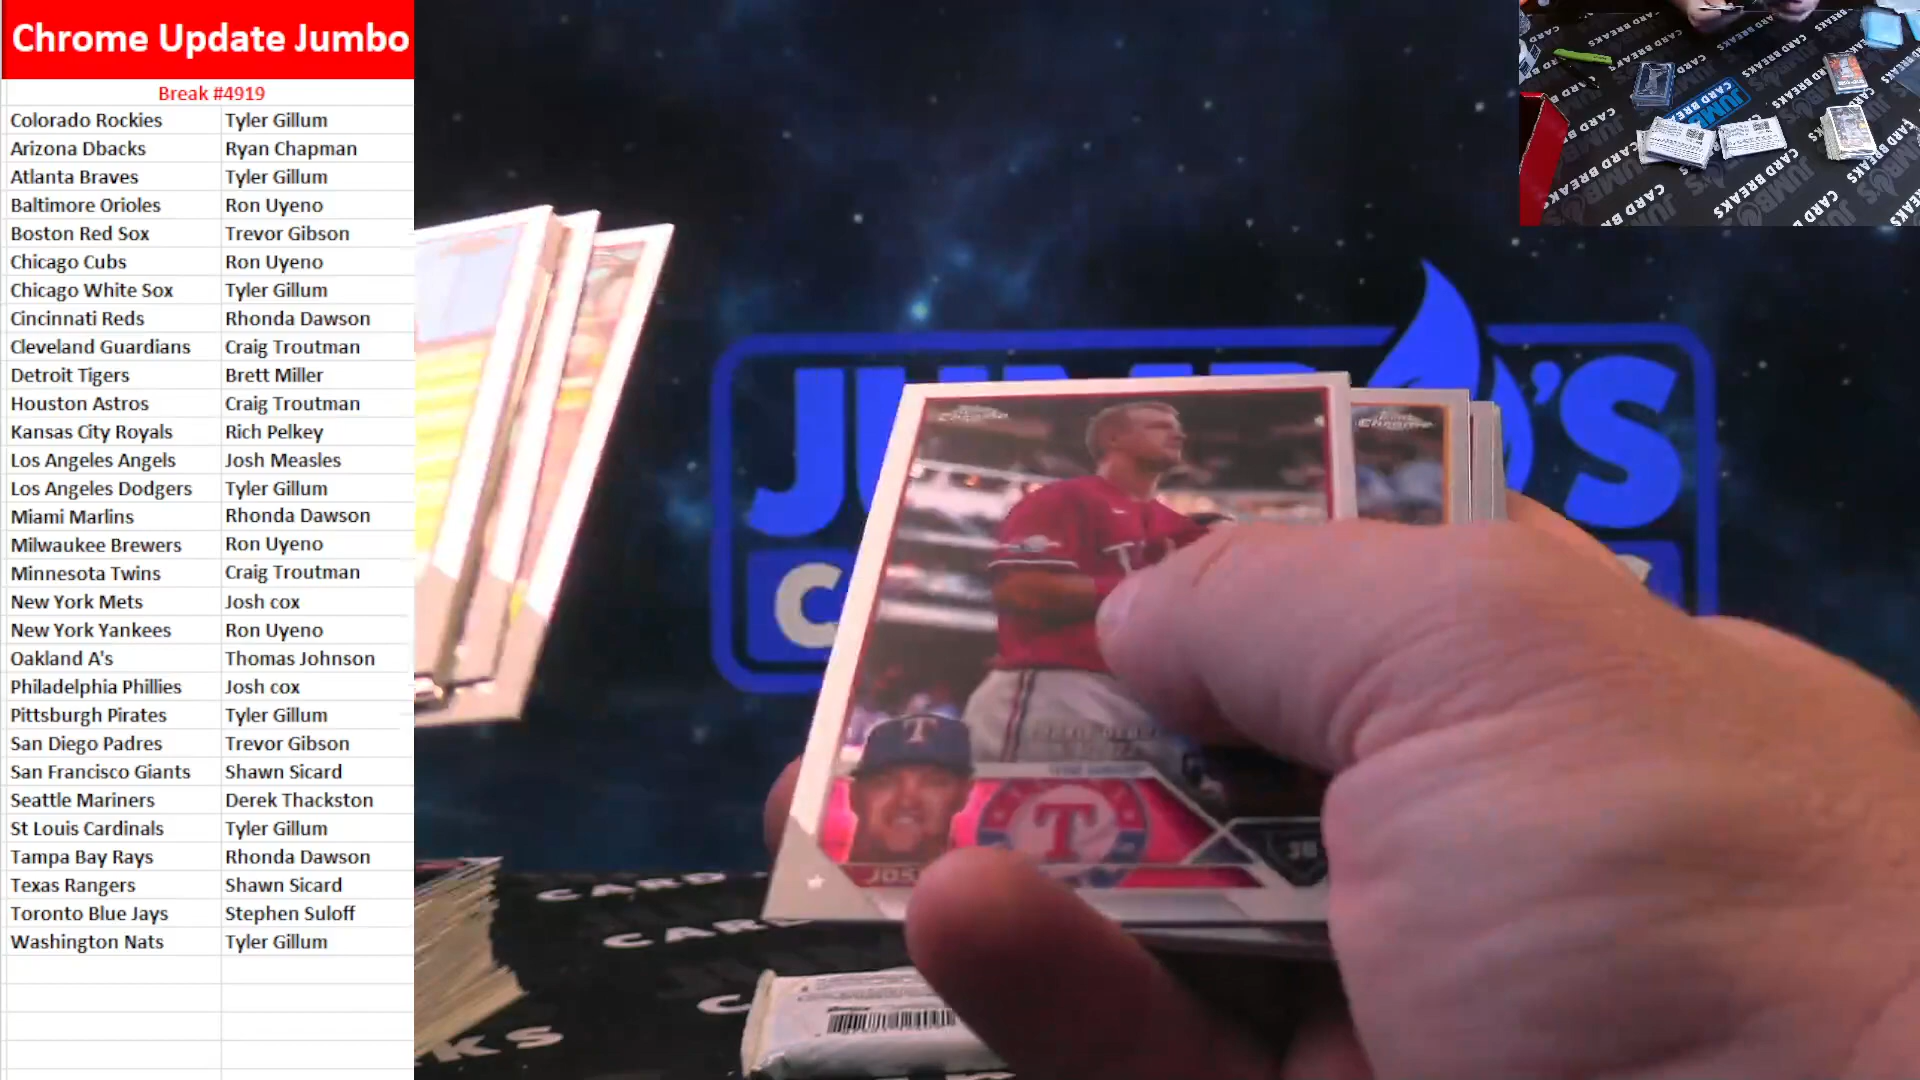 Chrome Update Jumbo
Break #4919
Colorado Rockies Tyler Gillum
Arizona Dbacks Ryan Chapman
Atlanta Braves Tyler Gillum
Baltimore Orioles Ron Uyeno
Boston Red Sox Trevor Gibson
Chicago Cubs Ron Uyeno
Chicago White Sox Tyler Gillum
Cincinnati Reds Rhonda Dawson
Cleveland Guardians Craig Troutman
Detroit Tigers Brett Miller
Houston Astros Craig Troutman
Kansas City Royals Rich Pelkey
Los Angeles Angels Josh Measles
Los Angeles Dodgers Tyler Gillum
Miami Marlins Rhonda Dawson
Milwaukee Brewers Ron Uyeno
Minnesota Twins Craig Troutman
New York Mets Josh cox
New York Yankees Ron Uyeno
Oakland A's Thomas Johnson
Philadelphia Phillies Josh cox
Pittsburgh Pirates Tyler Gillum
San Diego Padres Trevor Gibson
San Francisco Giants Shawn Sicard
Seattle Mariners Derek Thackston
St Louis Cardinals Tyler Gillum
Tampa Bay Rays Rhonda Dawson
Texas Rangers Shawn Sicard
Toronto Blue Jays Stephen Suloff
Washington Nats Tyler Gillum
CARD BREAKS
Chrome
Chrome
T
T
3B
CARD